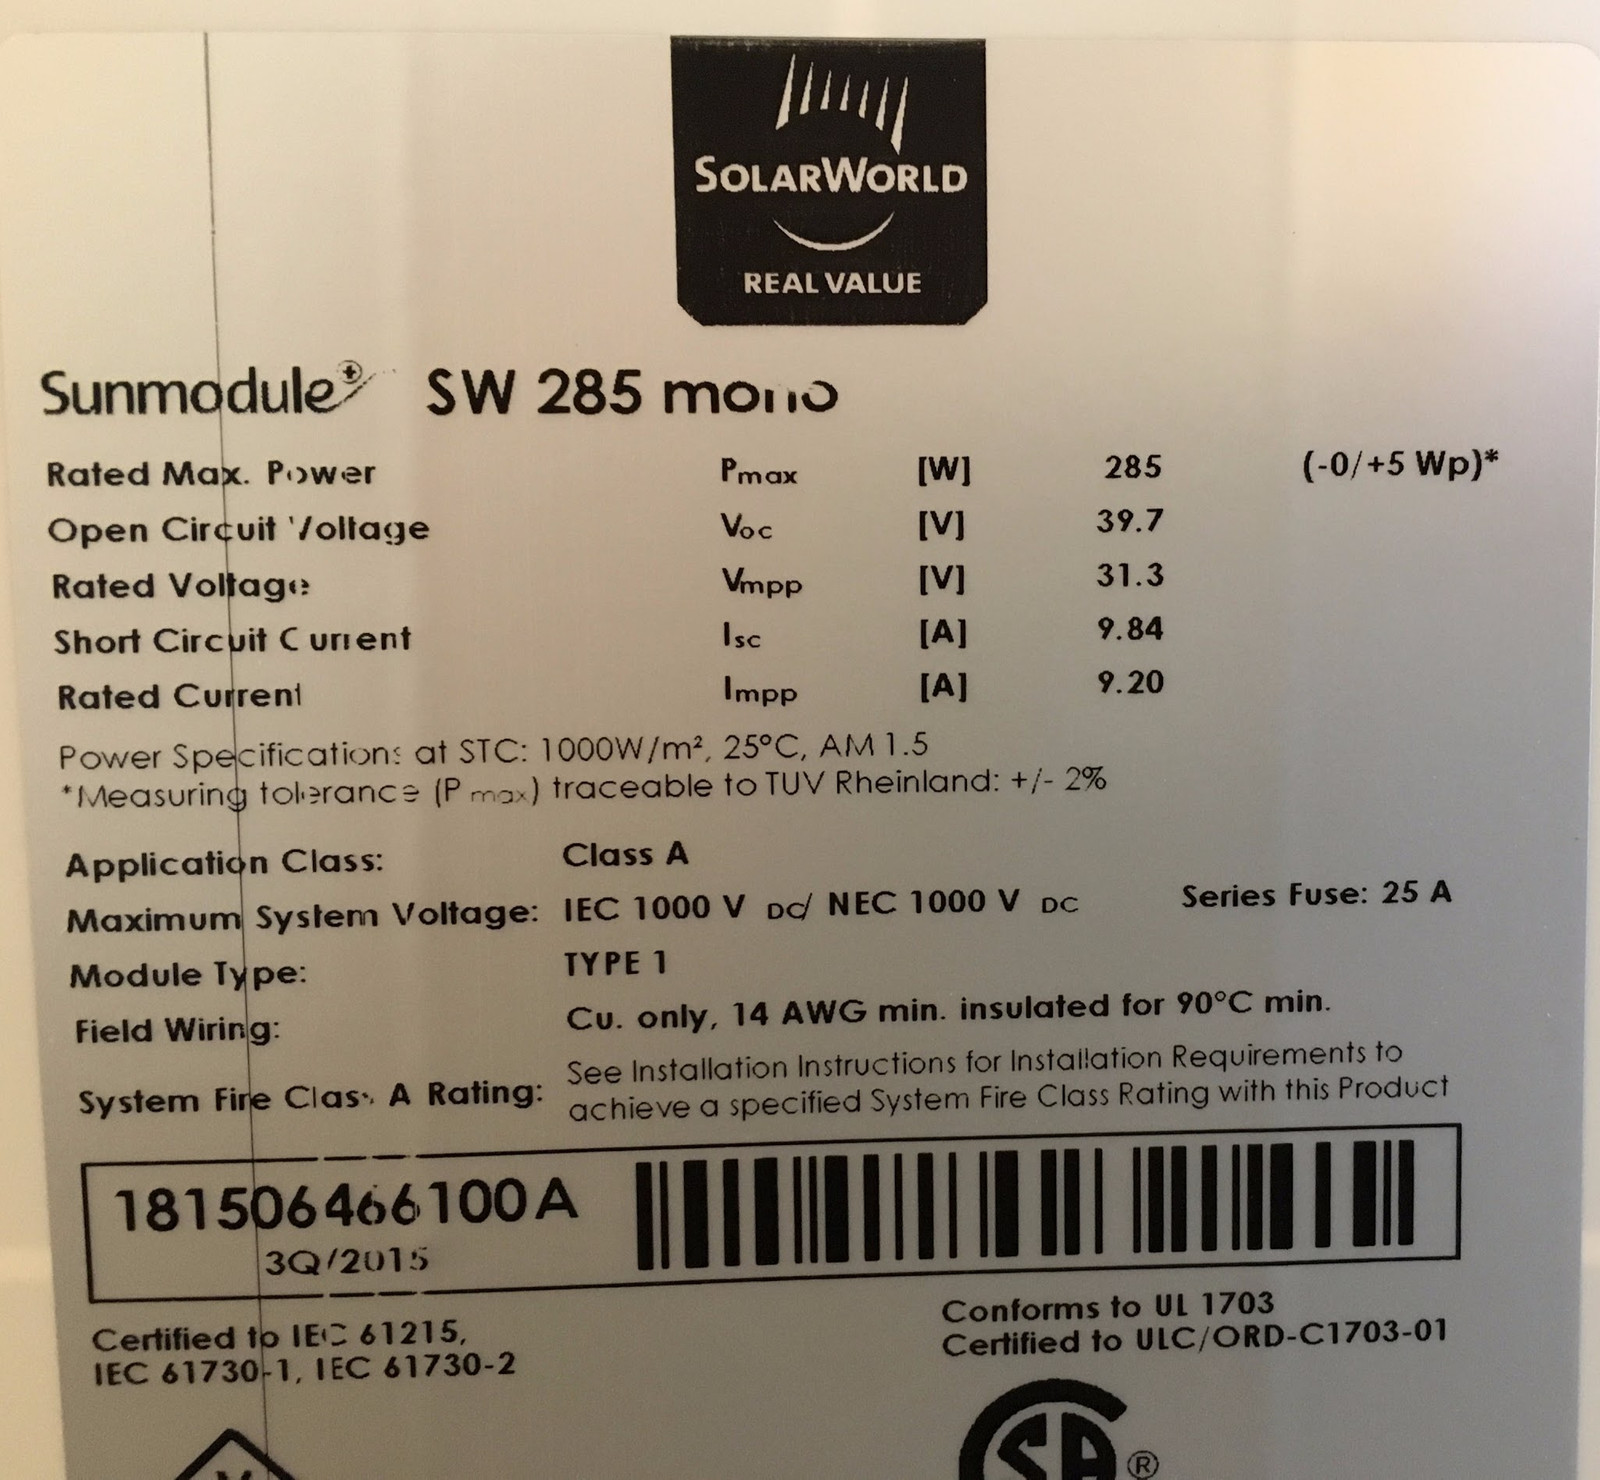 SOLARWORLD
REAL VALUE
Sunmodule+ SW 285 mono
Rated Max. Power Pmax [W] 285 (-0/+5 Wp)*
Open Circuit Voltage Voc [V] 39.7
Rated Voltage Vmpp [V] 31.3
Short Circuit Current Isc [A] 9.84
Rated Current Impp [A] 9.20
Power Specifications at STC: 1000W/m², 25°C, AM 1.5
*Measuring tolerance (P max) traceable to TUV Rheinland: +/- 2%
Application Class: Class A
Maximum System Voltage: IEC 1000 V DC/ NEC 1000 V DC Series Fuse: 25 A
Module Type: TYPE 1
Field Wiring: Cu. only, 14 AWG min. insulated for 90°C min.
System Fire Class A Rating: See Installation Instructions for Installation Requirements to
achieve a specified System Fire Class Rating with this Product
181506466100A
3Q/2015
Certified to IEC 61215,
IEC 61730-1, IEC 61730-2
Conforms to UL 1703
Certified to ULC/ORD-C1703-01
®